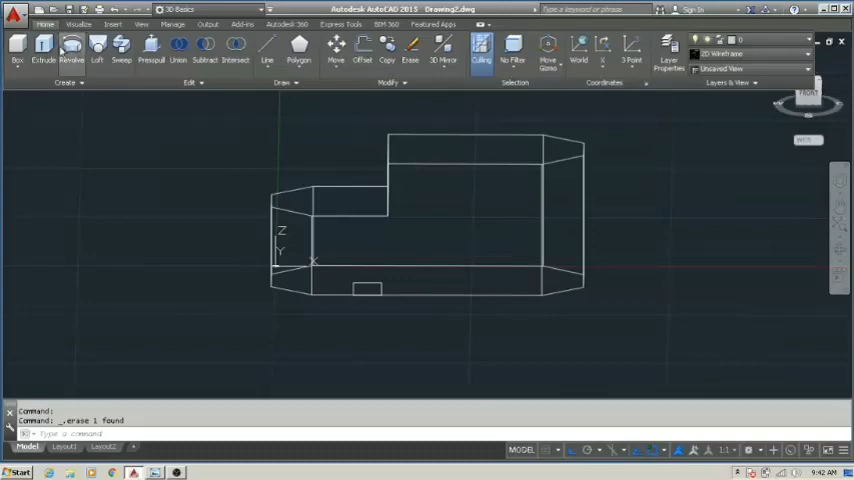 3D Basics
Autodesk AutoCAD 2015 Drawing2.dwg
Type a keyword or phrase
Sign In
Home Visualize Insert View Manage Output Add-ins Autodesk 360 Express Tools BIM 360 Featured Apps
Box Extrude Revolve Loft Sweep Presspull Union Subtract Intersect Line Polygon Move Offset Copy Erase 3D Mirror Culling No Filter Move Gizmo World Z 3 Point Layer Properties
0
2D Wireframe
Unsaved View
Create Edit Draw Modify Selection Coordinates Layers & View
FRONT
WCS
Z
Y
X
Command:
Command: _.erase 1 found
Type a command
Model Layout1 Layout2 +
MODEL 1:1
Start
9:42 AM